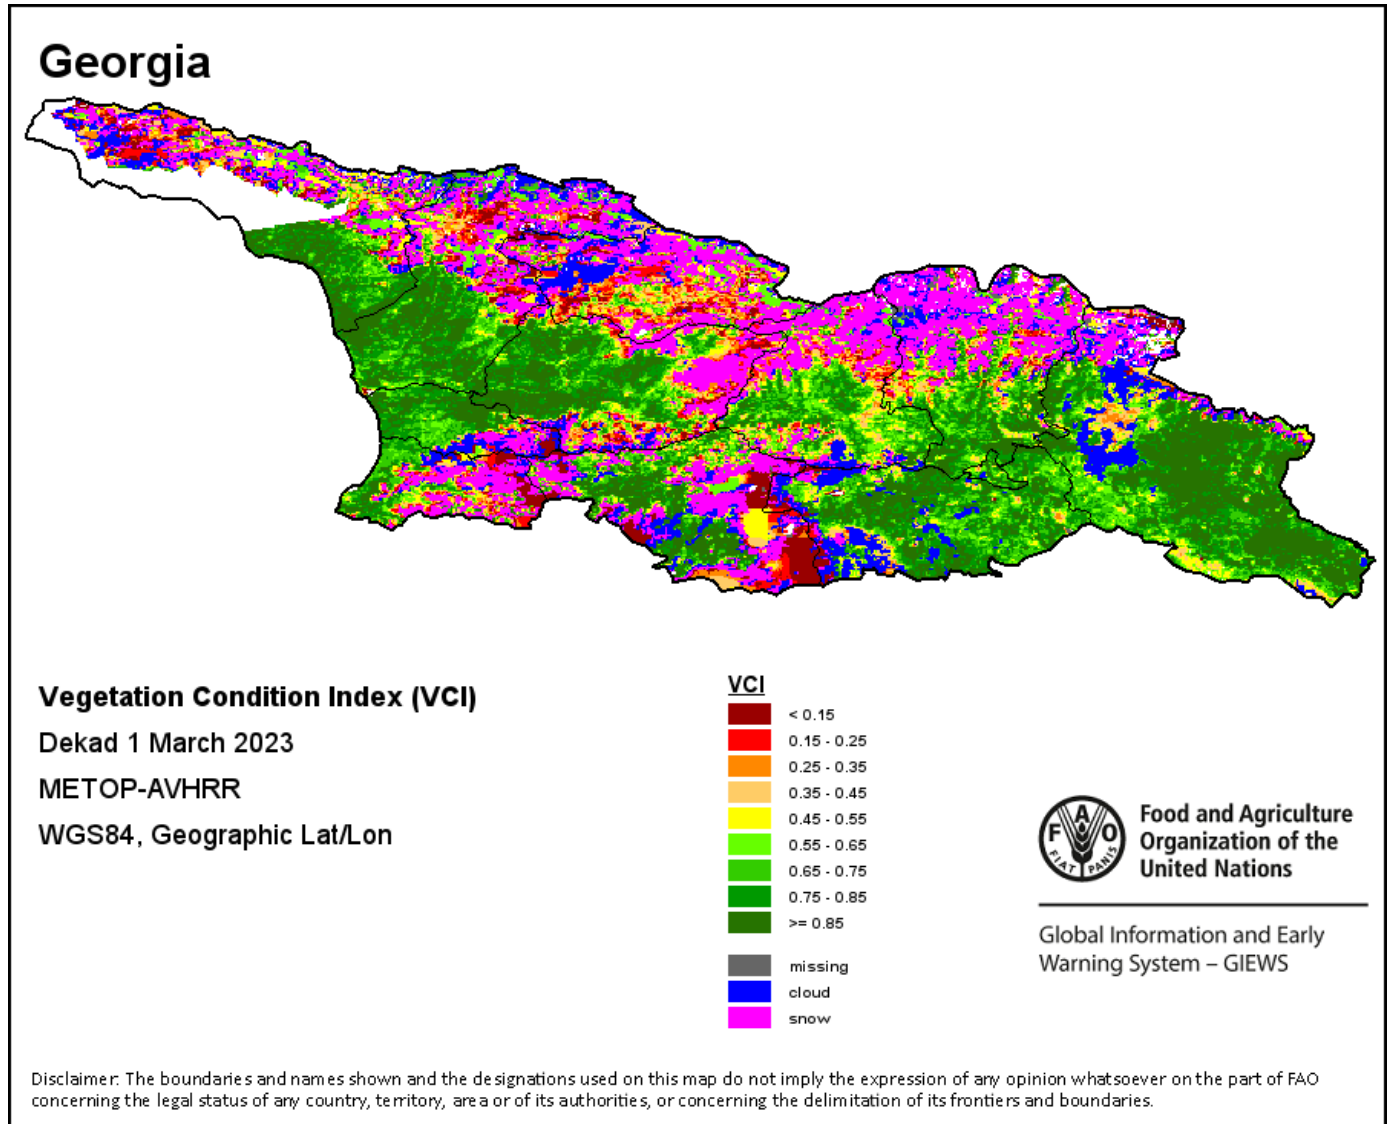 Georgia
Vegetation Condition Index (VCI)
Dekad 1 March 2023
METOP-AVHRR
WGS84, Geographic Lat/Lon
VCI
< 0.15
0.15 - 0.25
0.25 - 0.35
0.35 - 0.45
0.45 - 0.55
0.55 - 0.65
0.65 - 0.75
0.75 - 0.85
>= 0.85
missing
cloud
snow
F A O
FIAT PANIS
Food and Agriculture
Organization of the
United Nations
Global Information and Early
Warning System – GIEWS
Disclaimer: The boundaries and names shown and the designations used on this map do not imply the expression of any opinion whatsoever on the part of FAO
concerning the legal status of any country, territory, area or of its authorities, or concerning the delimitation of its frontiers and boundaries.